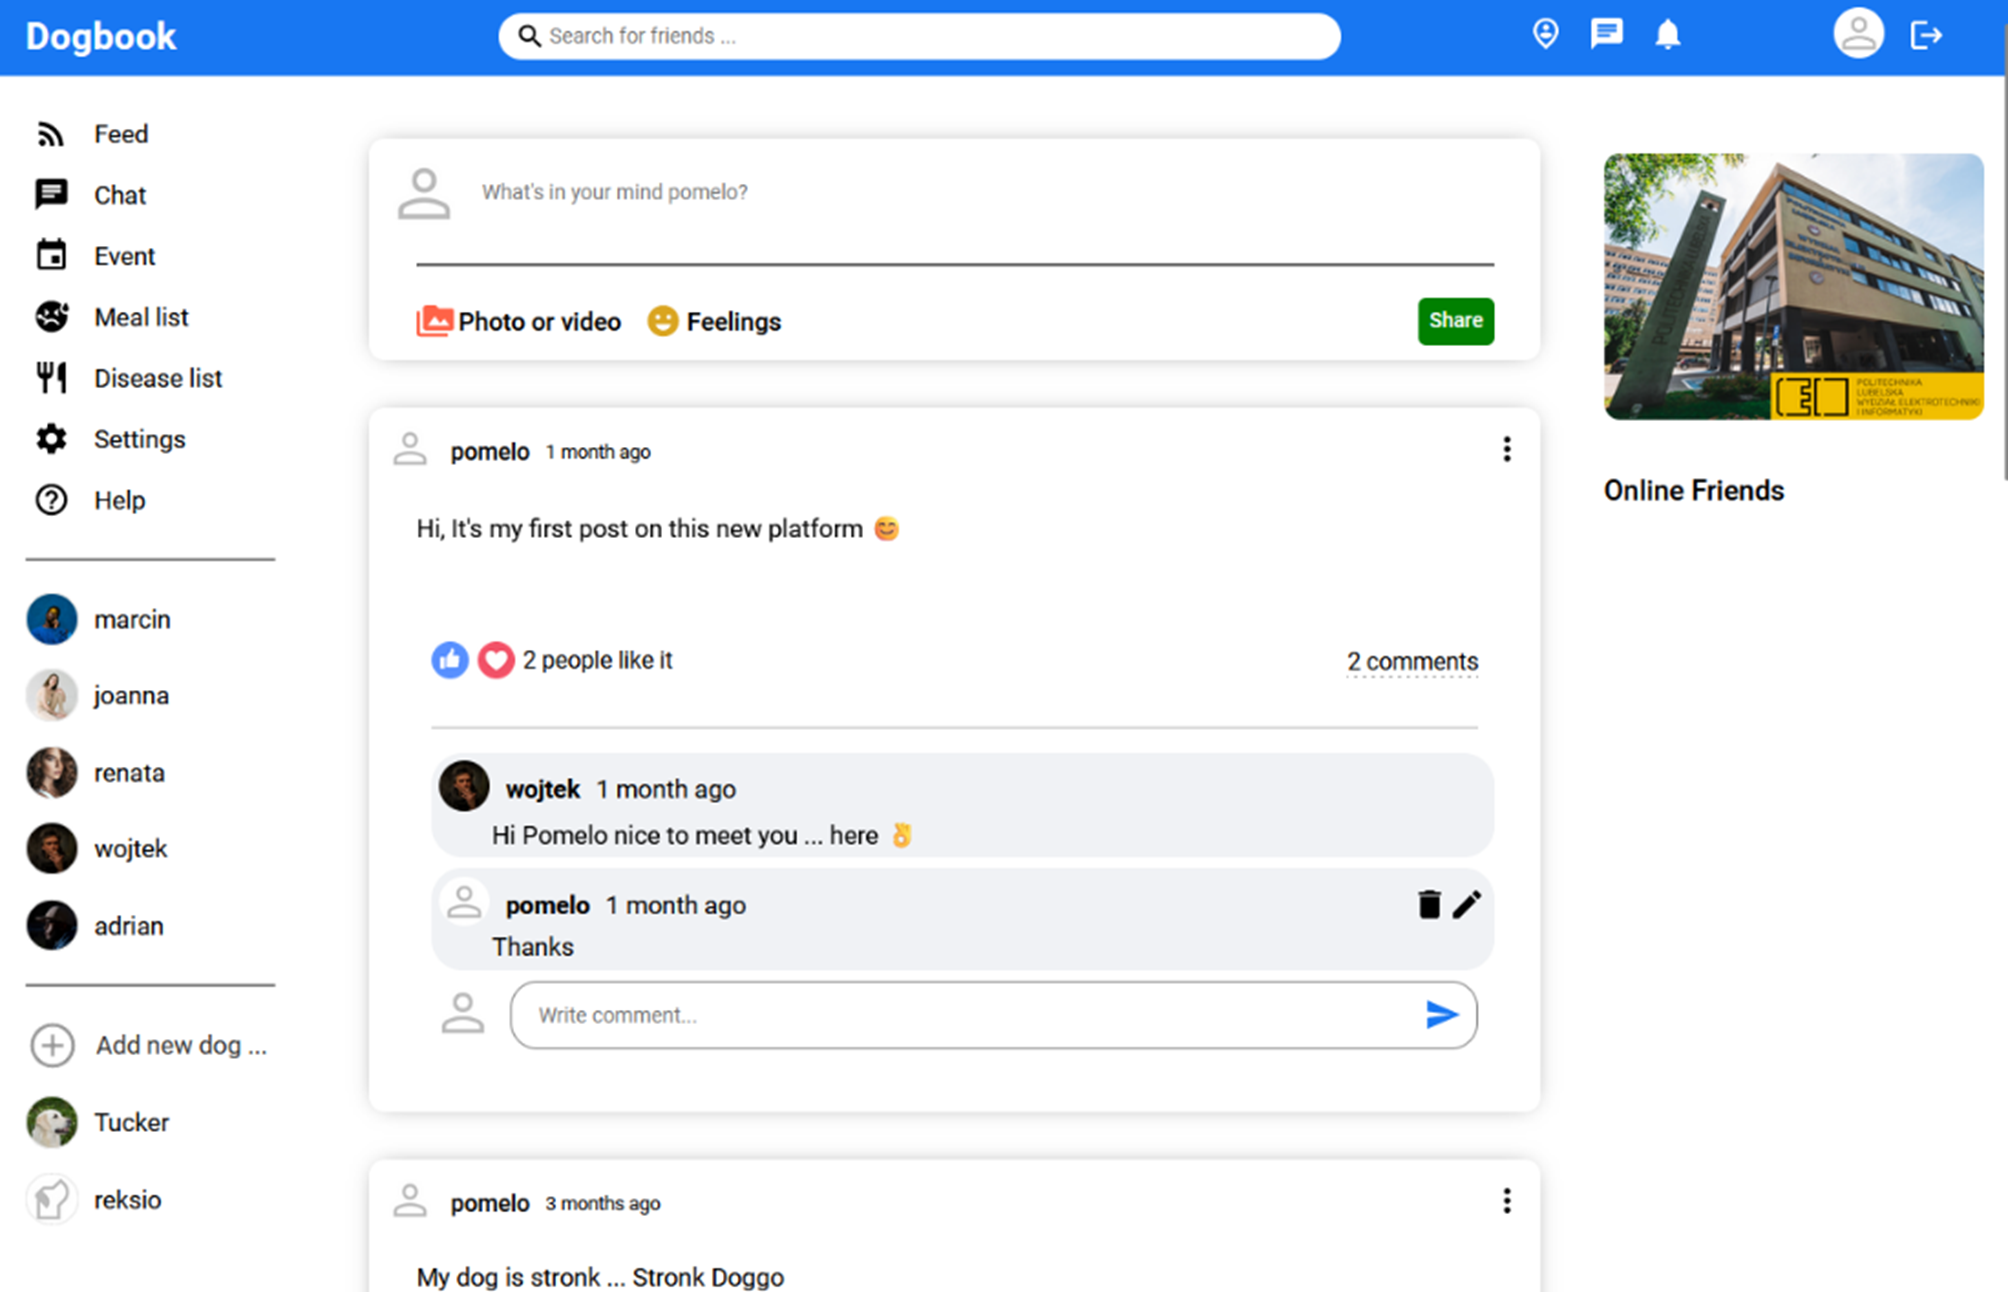 Dogbook
Search for friends ...
Feed
Chat
Event
Meal list
Disease list
Settings
Help
marcin
joanna
renata
wojtek
adrian
Add new dog ...
Tucker
reksio
What's in your mind pomelo?
Photo or video
Feelings
Share
pomelo 1 month ago
Hi, It's my first post on this new platform 😊
2 people like it
2 comments
wojtek 1 month ago
Hi Pomelo nice to meet you ... here 👌
pomelo 1 month ago
Thanks
Write comment...
pomelo 3 months ago
My dog is stronk ... Stronk Doggo
POLITECHNIKA LUBELSKA
POLITECHNIKA
LUBELSKA
WYDZIAŁ ELEKTROTECHNIKI
I INFORMATYKI
Online Friends